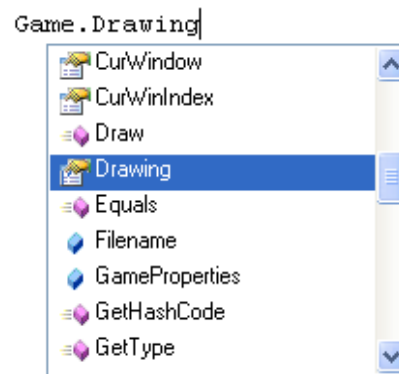 Game.Drawing
CurWindow
CurWinIndex
Draw
Drawing
Equals
Filename
GameProperties
GetHashCode
GetType